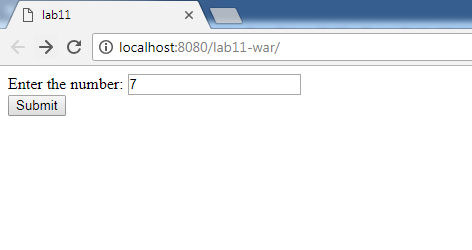 lab11
localhost:8080/lab11-war/
Enter the number: 7
Submit